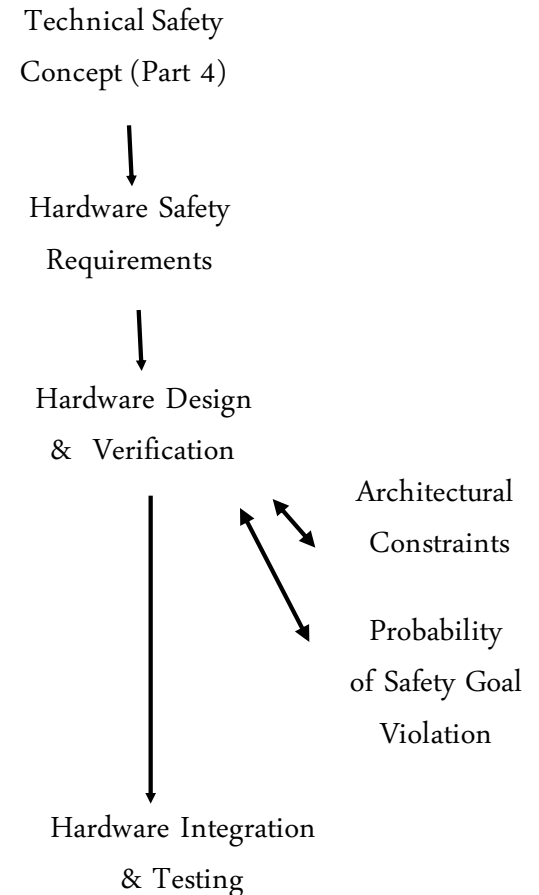 Technical Safety
Concept (Part 4)
Hardware Safety
Requirements
Hardware Design
& Verification
Architectural
Constraints
Probability
of Safety Goal
Violation
Hardware Integration
& Testing